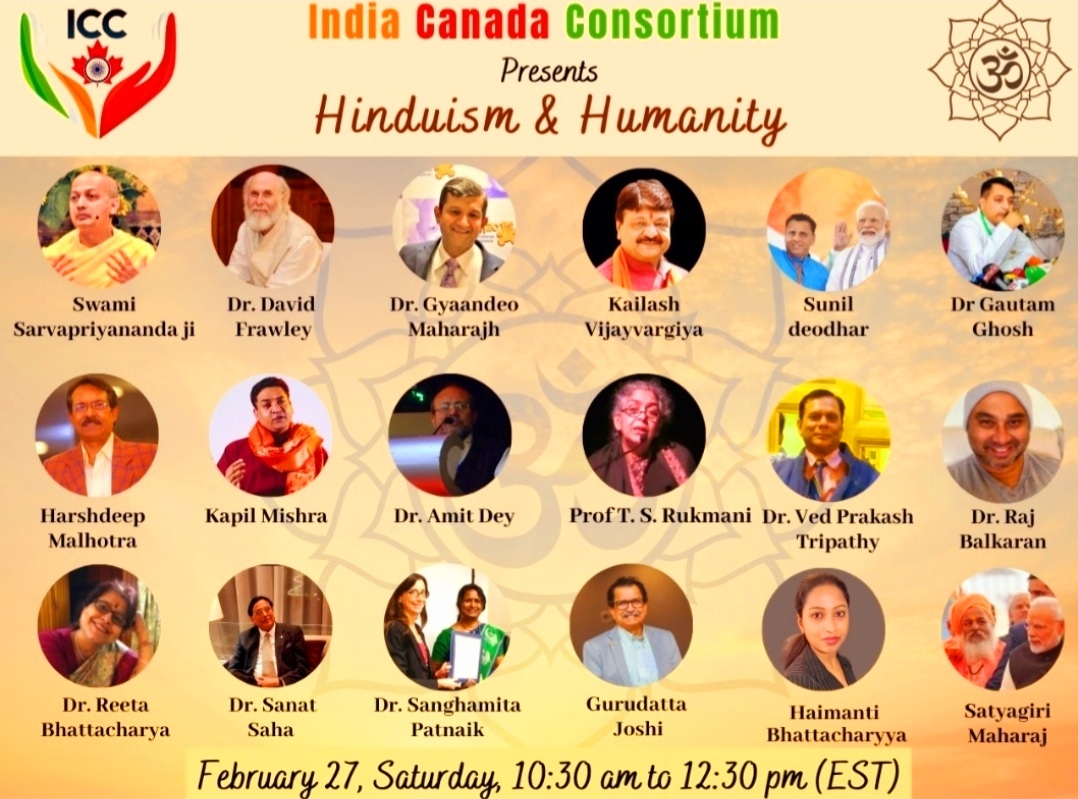 ICC
India Canada Consortium
Presents
Hinduism & Humanity
ॐ
Swami
Sarvapriyananda ji
Dr. David
Frawley
Dr. Gyaandeo
Maharajh
Kailash
Vijayvargiya
Sunil
deodhar
Dr Gautam
Ghosh
Harshdeep
Malhotra
Kapil Mishra
Dr. Amit Dey
Prof T. S. Rukmani
Dr. Ved Prakash
Tripathy
Dr. Raj
Balkaran
Dr. Reeta
Bhattacharya
Dr. Sanat
Saha
Dr. Sanghamita
Patnaik
Gurudatta
Joshi
Haimanti
Bhattacharyya
Satyagiri
Maharaj
February 27, Saturday, 10:30 am to 12:30 pm (EST)